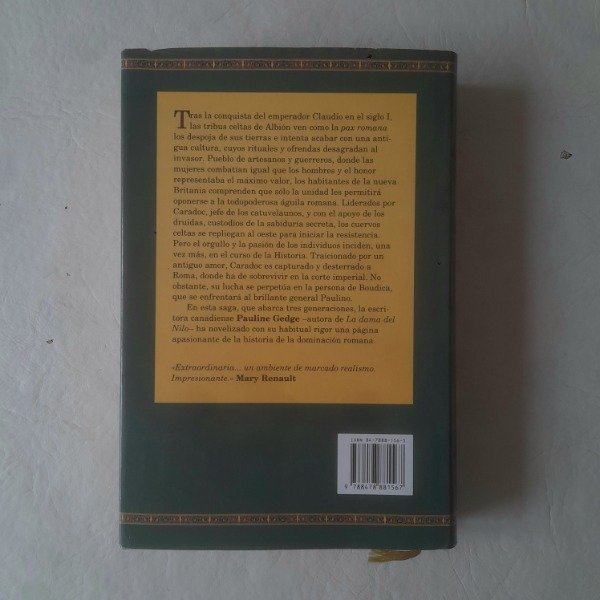 Tras la conquista del emperador Claudio en el siglo I,
las tribus celtas de Albión ven como la pax romana
los despoja de sus tierras e intenta acabar con una anti-
gua cultura, cuyos rituales y ofrendas desagradan al
invasor. Pueblo de artesanos y guerreros, donde las
mujeres combatían igual que los hombres y el honor
representaba el máximo valor, los habitantes de la nueva
Britania comprenden que sólo la unidad les permitirá
oponerse a la todopoderosa águila romana. Liderados por
Caradoc, jefe de los catuvelaunos, y con el apoyo de los
druidas, custodios de la sabiduría secreta, los cuervos
celtas se repliegan al oeste para iniciar la resistencia.
Pero el orgullo y la pasión de los individuos inciden, una
vez más, en el curso de la Historia. Traicionado por un
antiguo amor, Caradoc es capturado y desterrado a
Roma, donde ha de sobrevivir en la corte imperial. No
obstante, su lucha se perpetúa en la persona de Boudica,
que se enfrentará al brillante general Paulino.
En esta saga, que abarca tres generaciones, la escri-
tora canadiense Pauline Gedge –autora de La dama del
Nilo– ha novelizado con su habitual rigor una página
apasionante de la historia de la dominación romana.
«Extraordinaria... un ambiente de marcado realismo.
Impresionante.» Mary Renault
ISBN 84-7888-156-3
9 788478 881567